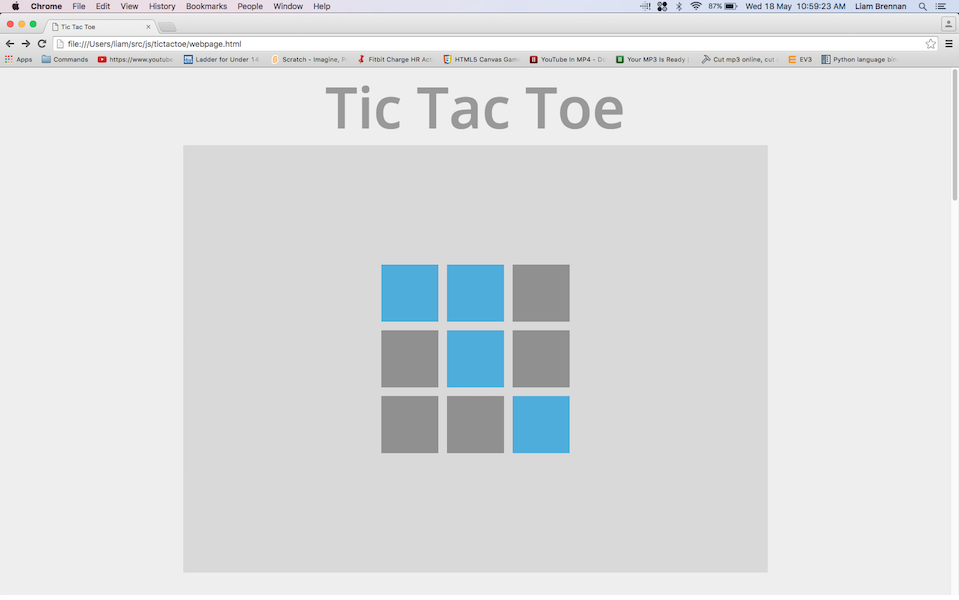 Chrome File Edit View History Bookmarks People Window Help 87% Wed 18 May 10:59:23 AM Liam Brennan
Tic Tac Toe
file:///Users/liam/src/js/tictactoe/webpage.html
Apps Commands https://www.youtube Ladder for Under 14 Scratch - Imagine, P Fitbit Charge HR Act HTML5 Canvas Gam YouTube In MP4 - Do Your MP3 Is Ready | Cut mp3 online, cut EV3 Python language bin
Tic Tac Toe